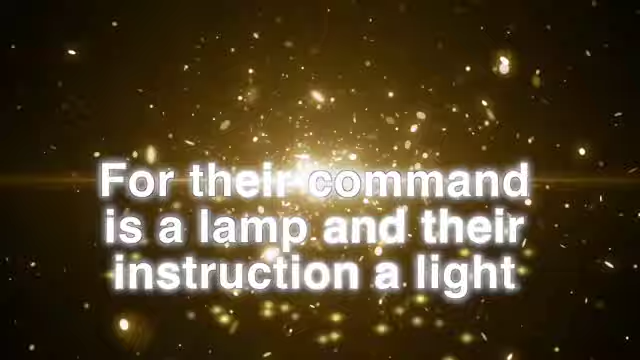 For their command
is a lamp and their
instruction a light